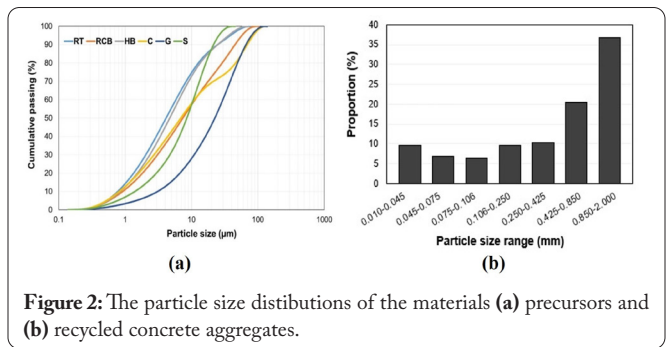 100
90
80
70
60
50
40
30
20
10
0
Cumulative passing (%)
RT RCB HB C G S
0.1 1 10 100 1000
Particle size (µm)
(a)
40
35
30
25
20
15
10
5
0
Proportion (%)
0.010-0.045 0.045-0.075 0.075-0.106 0.106-0.250 0.250-0.425 0.425-0.850 0.850-2.000
Particle size range (mm)
(b)
Figure 2: The particle size distibutions of the materials (a) precursors and
(b) recycled concrete aggregates.